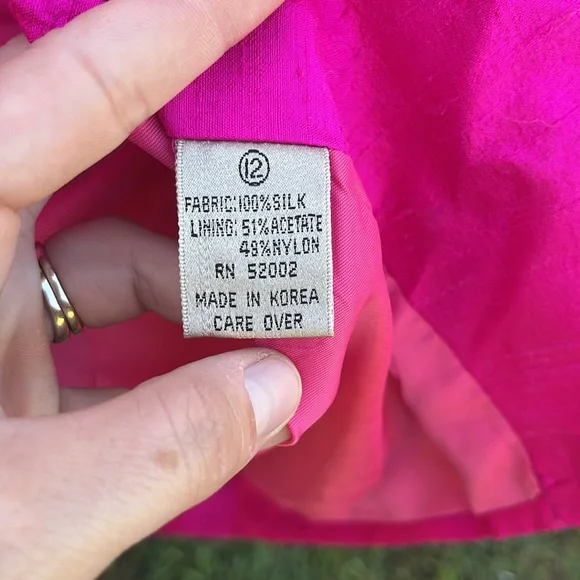 12
FABRIC:100%SILK
LINING: 51%ACETATE
49%NYLON
RN 52002
MADE IN KOREA
CARE OVER